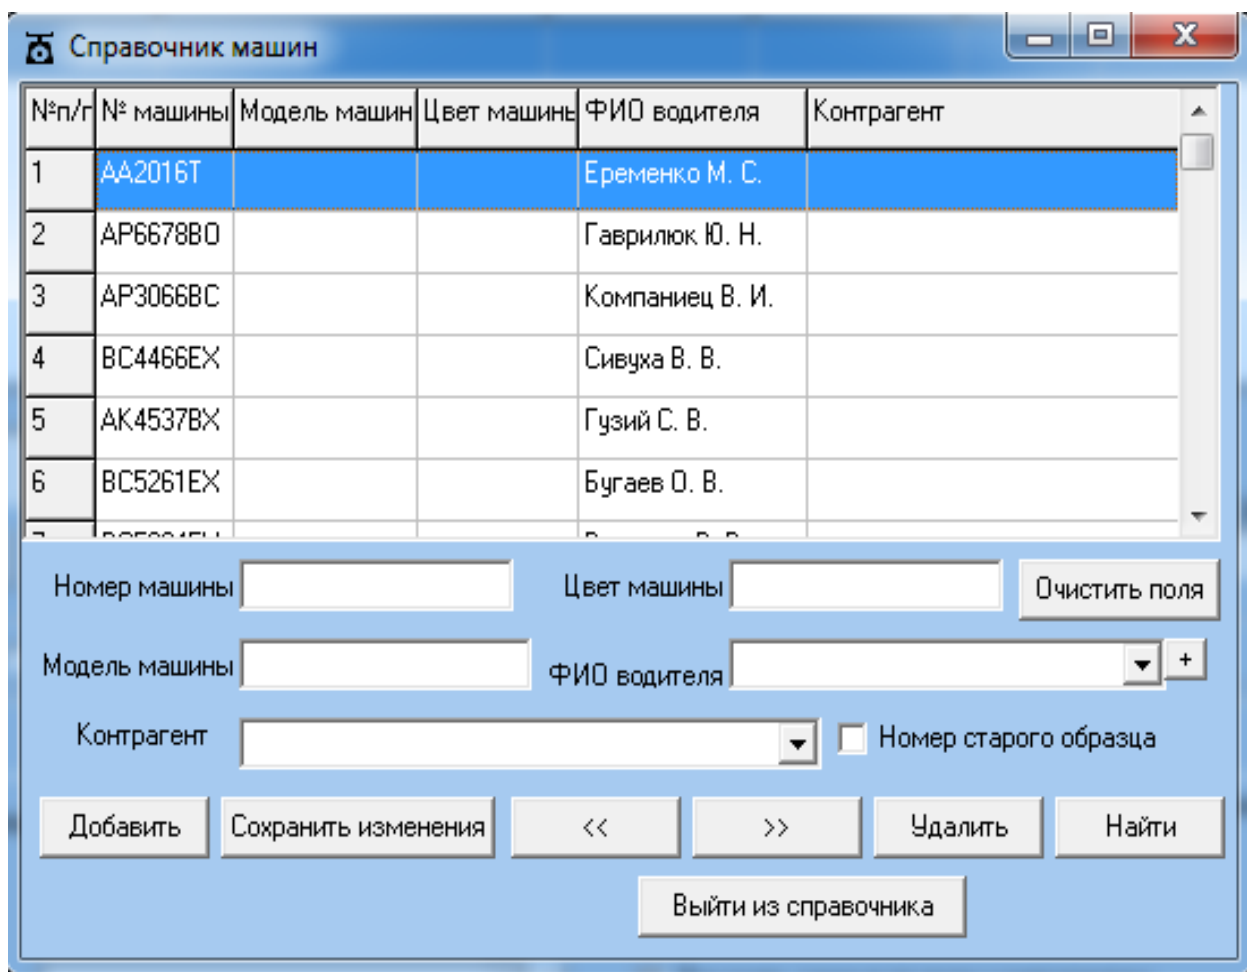 Справочник машин
№п/г № машины Модель машин Цвет машинь ФИО водителя Контрагент
1 АА2016Т Еременко М. С.
2 АР6678ВО Гаврилюк Ю. Н.
3 АР3066ВС Компаниец В. И.
4 ВС4466ЕХ Сивуха В. В.
5 АК4537ВХ Гузий С. В.
6 ВС5261ЕХ Бугаев О. В.
Номер машины Цвет машины Очистить поля
Модель машины ФИО водителя +
Контрагент Номер старого образца
Добавить Сохранить изменения << >> Удалить Найти
Выйти из справочника